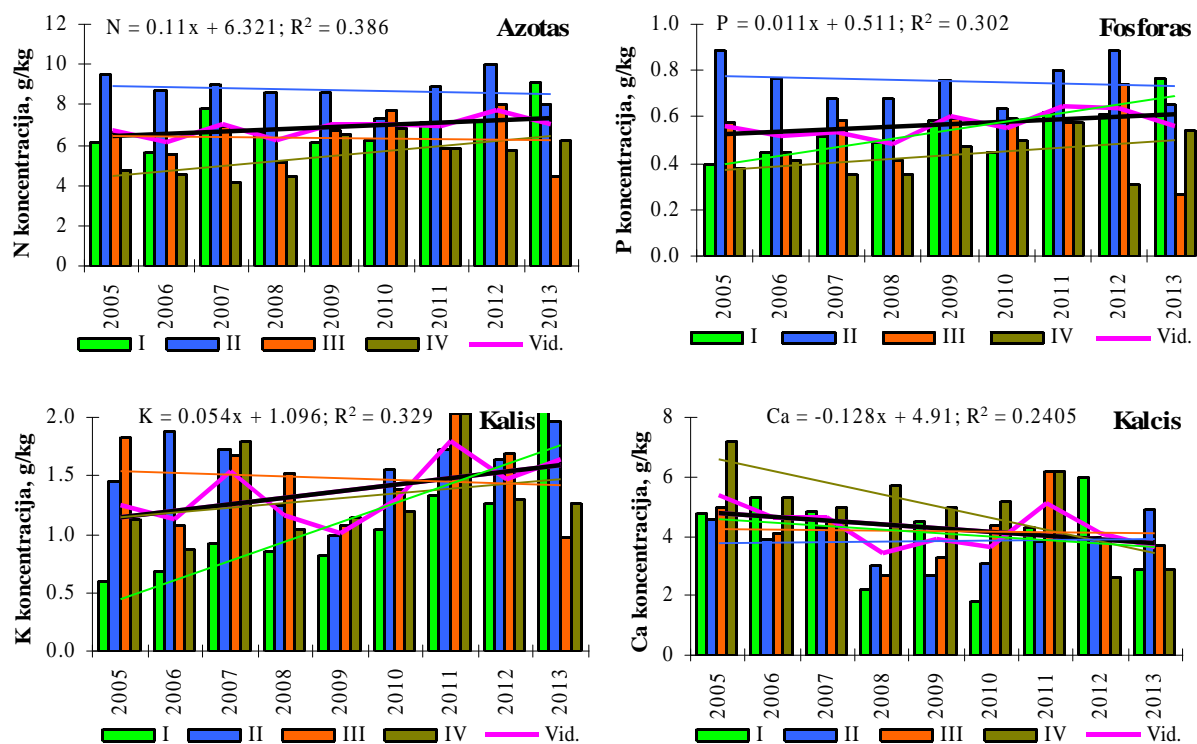 N = 0.11x + 6.321; R² = 0.386
Azotas
N koncentracija, g/kg
12
10
8
6
4
2
0
2005 2006 2007 2008 2009 2010 2011 2012 2013
I II III IV Vid.
P = 0.011x + 0.511; R² = 0.302
Fosforas
P koncentracija, g/kg
1.0
0.8
0.6
0.4
0.2
0.0
2005 2006 2007 2008 2009 2010 2011 2012 2013
I II III IV Vid.
K = 0.054x + 1.096; R² = 0.329
Kalis
K koncentracija, g/kg
2.0
1.5
1.0
0.5
0.0
2005 2006 2007 2008 2009 2010 2011 2012 2013
I II III IV Vid.
Ca = -0.128x + 4.91; R² = 0.2405
Kalcis
Ca koncentracija, g/kg
8
6
4
2
0
2005 2006 2007 2008 2009 2010 2011 2012 2013
I II III IV Vid.